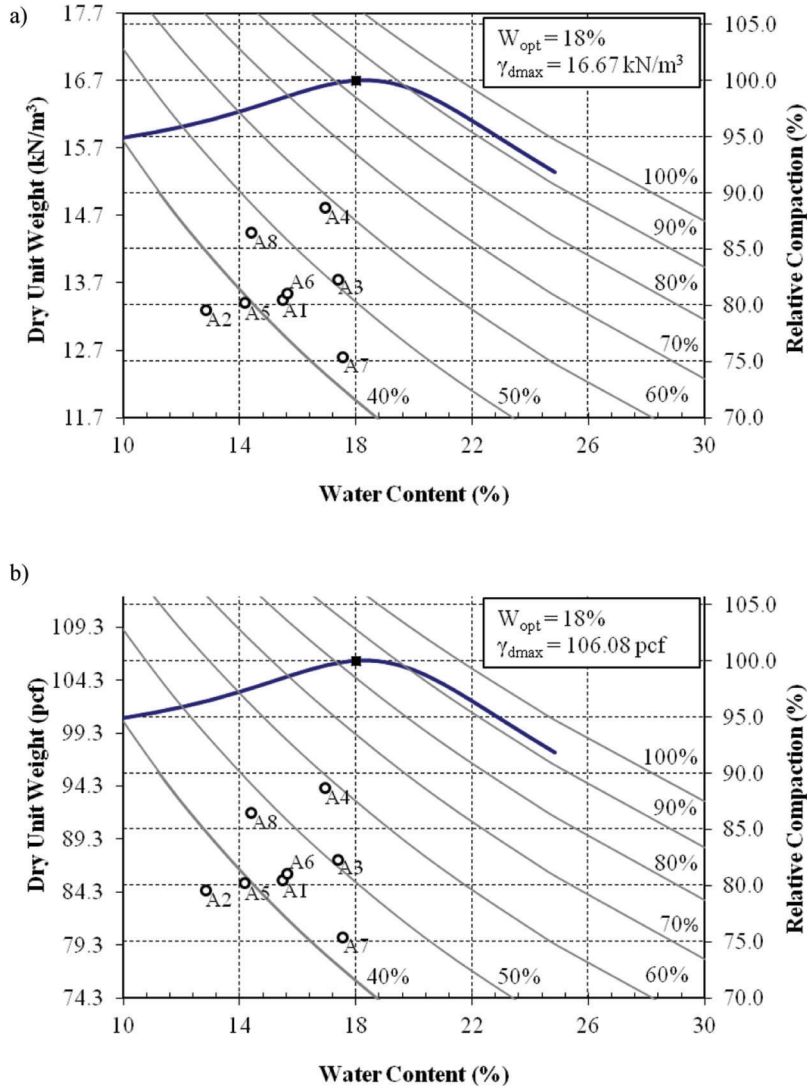 a)
W_opt = 18%
γ_dmax = 16.67 kN/m³
Dry Unit Weight (kN/m³)
17.7
16.7
15.7
14.7
13.7
12.7
11.7
105.0
100.0
95.0
90.0
85.0
80.0
75.0
70.0
Relative Compaction (%)
100%
90%
80%
70%
60%
50%
40%
A4
A8
A6
A3
A2
A5
A1
A7
10
14
18
22
26
30
Water Content (%)
b)
W_opt = 18%
γ_dmax = 106.08 pcf
Dry Unit Weight (pcf)
109.3
104.3
99.3
94.3
89.3
84.3
79.3
74.3
105.0
100.0
95.0
90.0
85.0
80.0
75.0
70.0
Relative Compaction (%)
100%
90%
80%
70%
60%
50%
40%
A4
A8
A6
A3
A2
A5
A1
A7
10
14
18
22
26
30
Water Content (%)